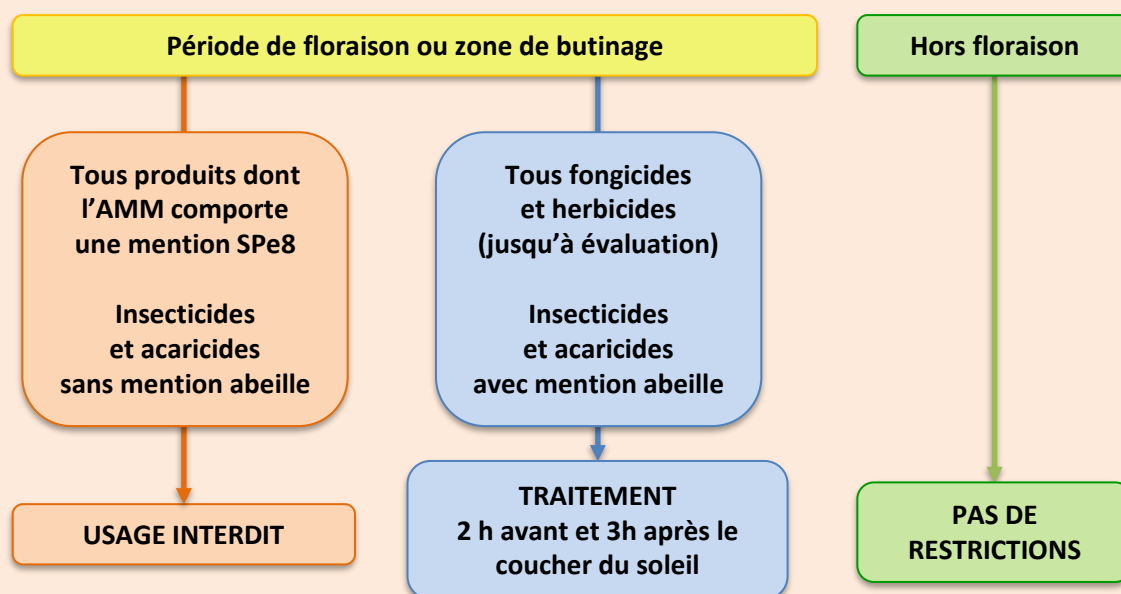 Période de floraison ou zone de butinage
Hors floraison
Tous produits dont
l'AMM comporte
une mention SPe8
Insecticides
et acaricides
sans mention abeille
Tous fongicides
et herbicides
(jusqu'à évaluation)
Insecticides
et acaricides
avec mention abeille
USAGE INTERDIT
TRAITEMENT
2 h avant et 3h après le
coucher du soleil
PAS DE
RESTRICTIONS